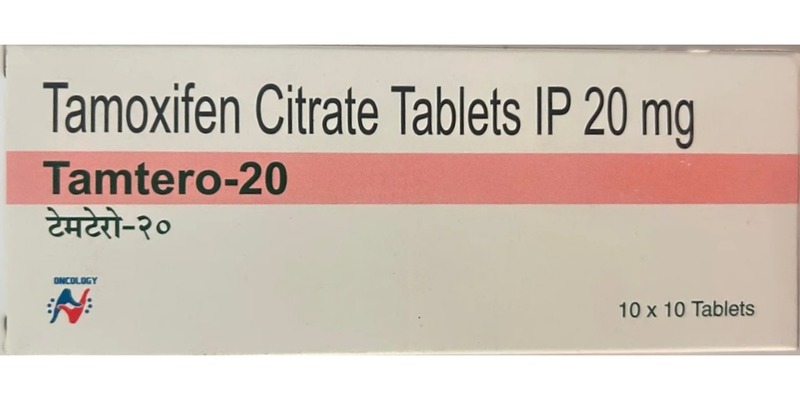 Tamoxifen Citrate Tablets IP 20 mg
Tamtero-20
टेमटेरो-२०
ONCOLOGY
10 x 10 Tablets